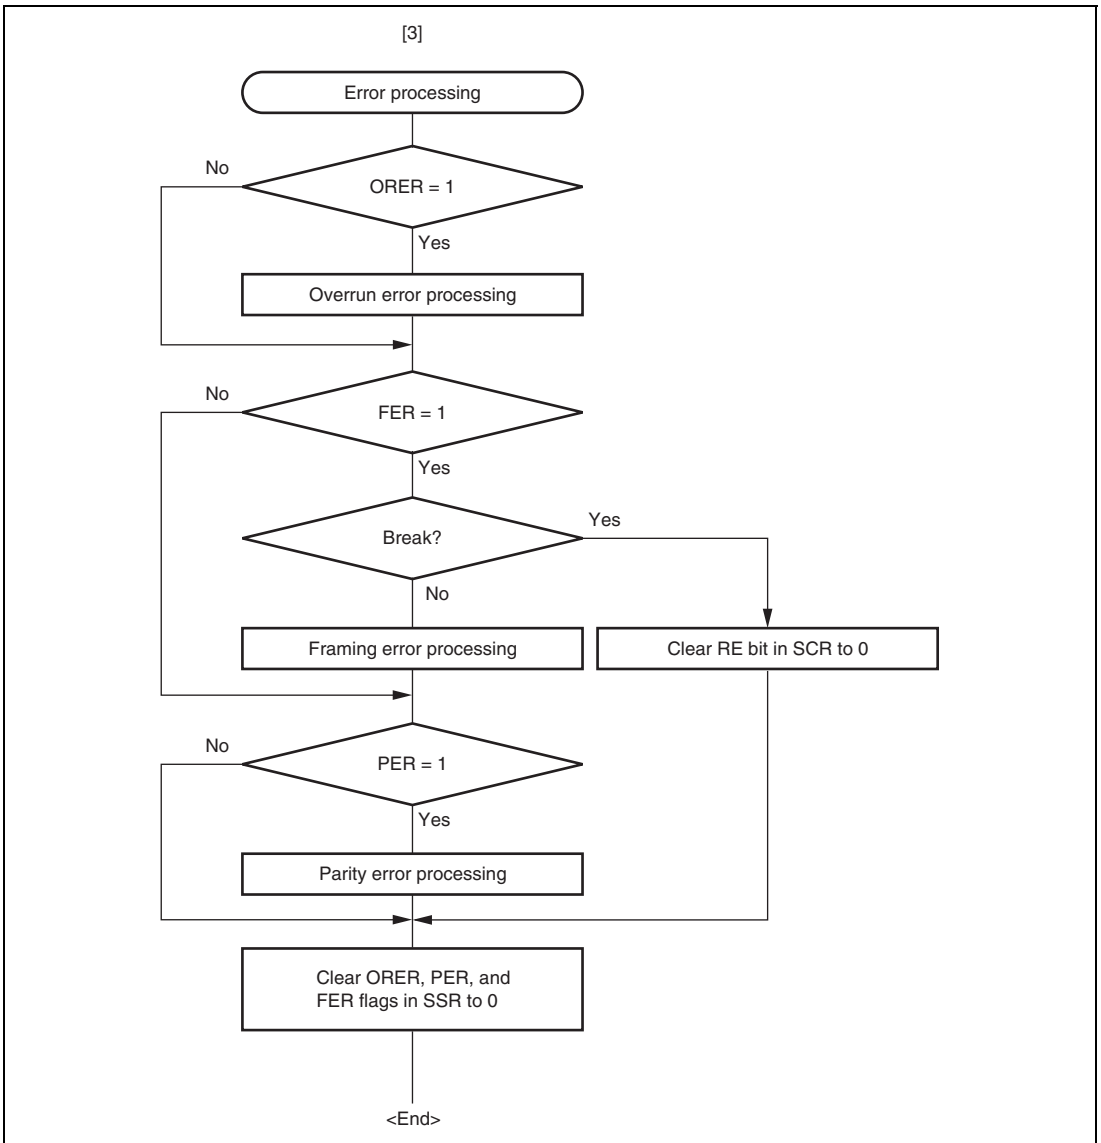 [3]
Error processing
No
ORER = 1
Yes
Overrun error processing
No
FER = 1
Yes
Break?
Yes
No
Framing error processing
Clear RE bit in SCR to 0
No
PER = 1
Yes
Parity error processing
Clear ORER, PER, and
FER flags in SSR to 0
<End>